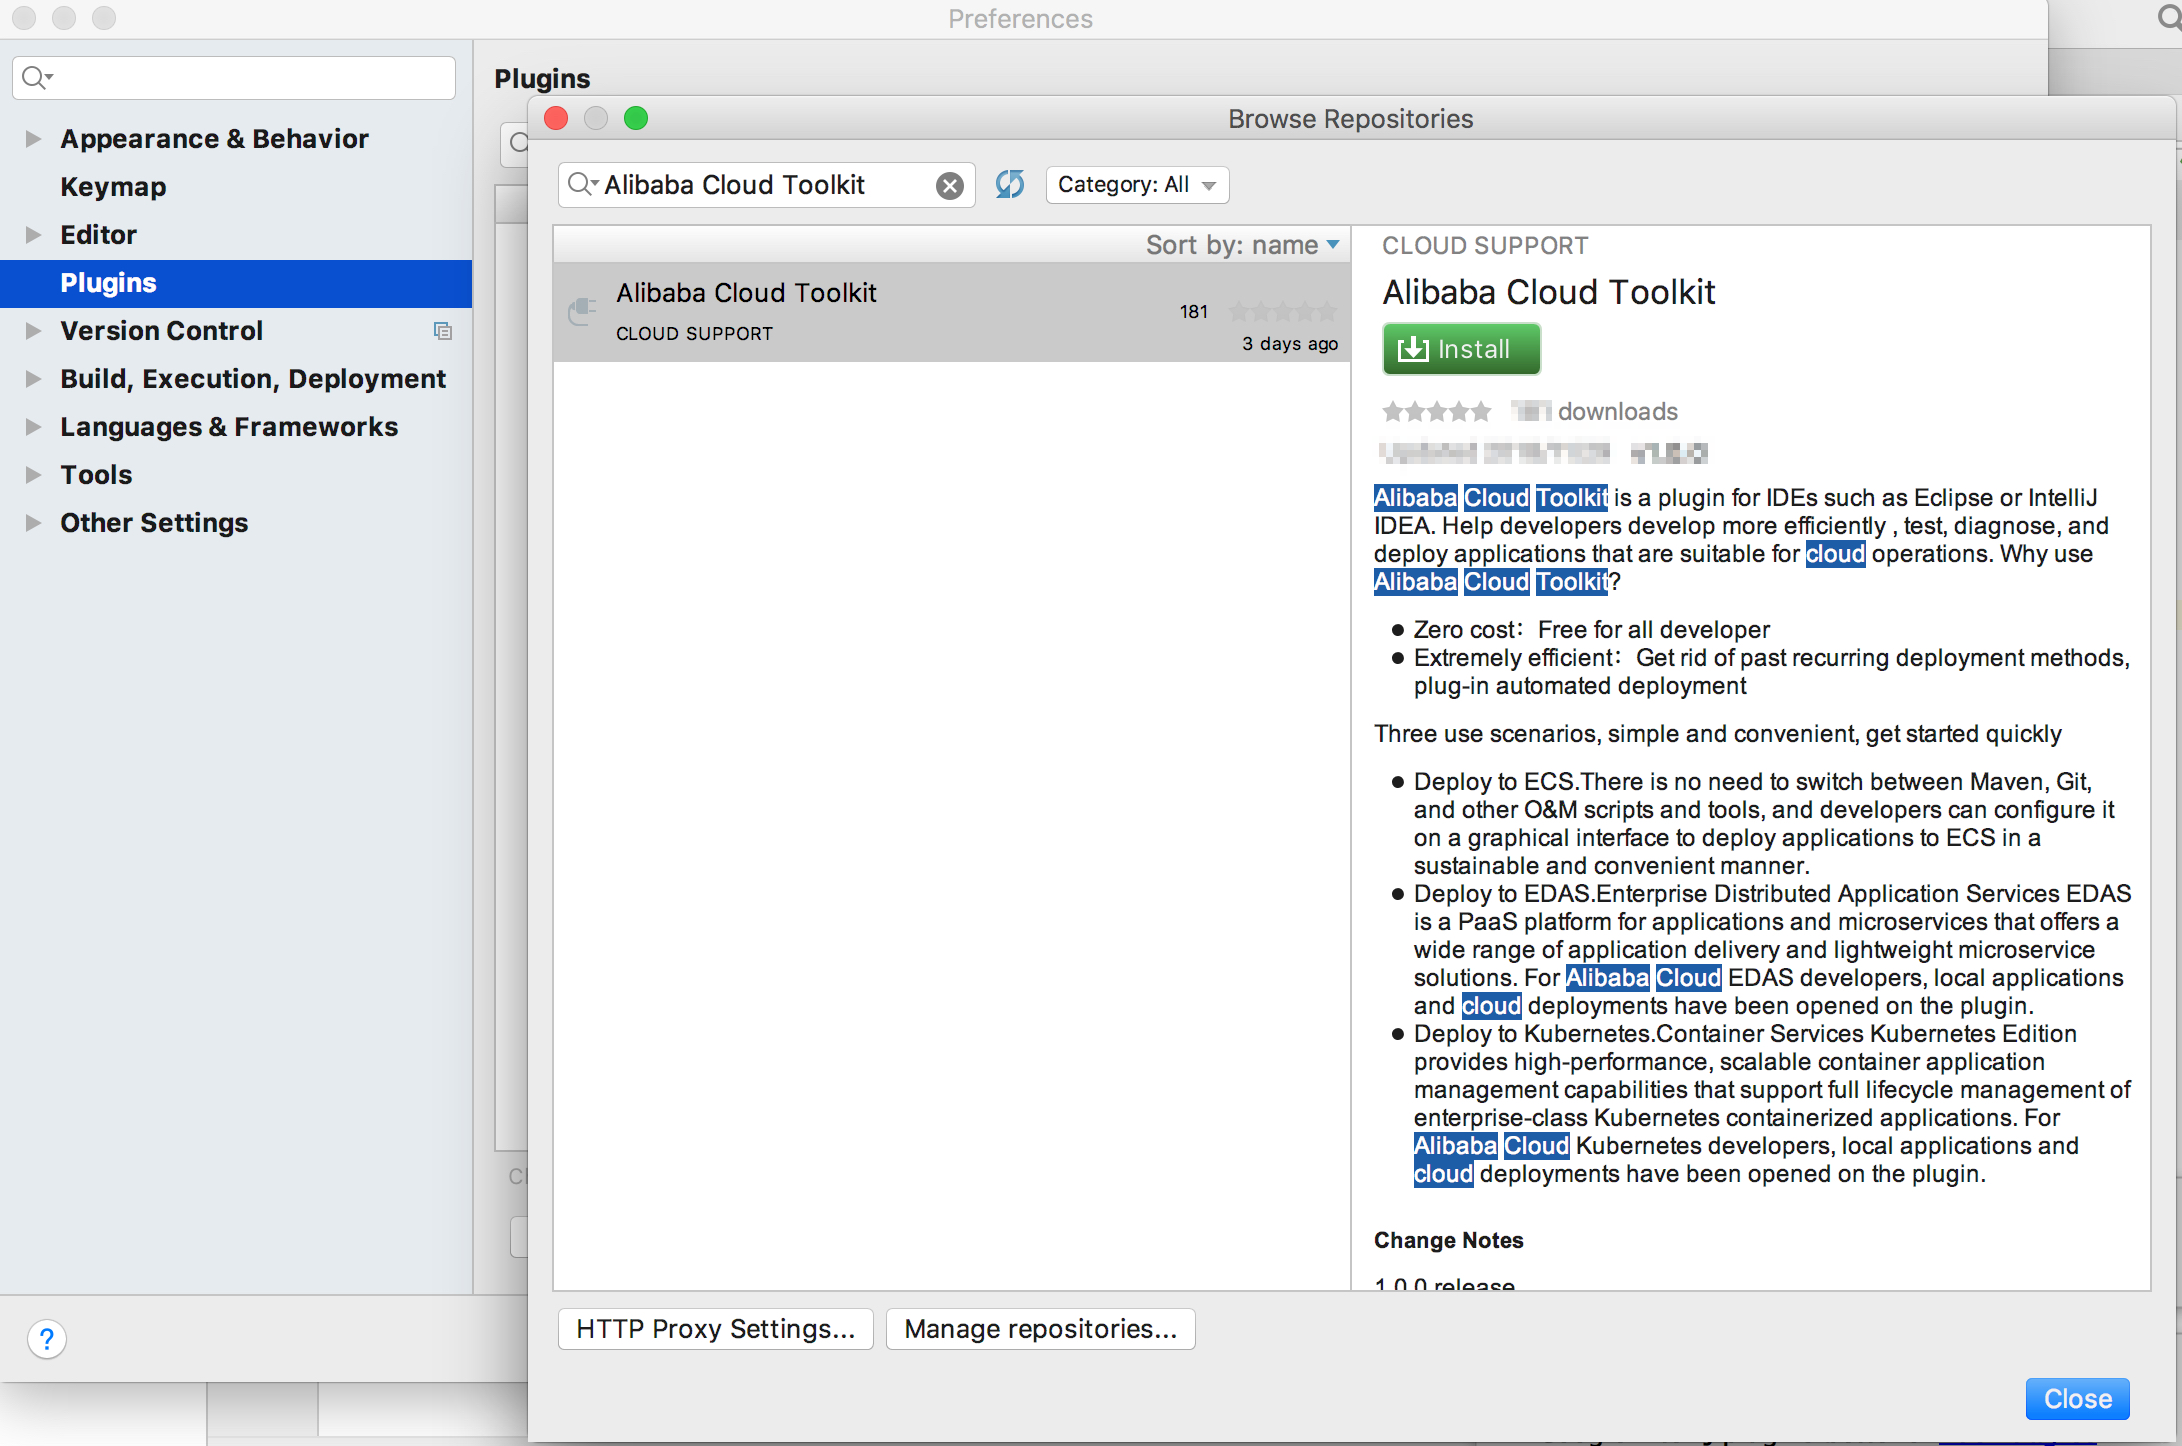 Preferences
Plugins
Appearance & Behavior
Keymap
Editor
Plugins
Version Control
Build, Execution, Deployment
Languages & Frameworks
Tools
Other Settings
?
Browse Repositories
Alibaba Cloud Toolkit
Category: All
Sort by: name
Alibaba Cloud Toolkit
CLOUD SUPPORT
181
3 days ago
CLOUD SUPPORT
Alibaba Cloud Toolkit
Install
downloads
Alibaba Cloud Toolkit is a plugin for IDEs such as Eclipse or IntelliJ
IDEA. Help developers develop more efficiently , test, diagnose, and
deploy applications that are suitable for cloud operations. Why use
Alibaba Cloud Toolkit?
● Zero cost：Free for all developer
● Extremely efficient：Get rid of past recurring deployment methods,
plug-in automated deployment
Three use scenarios, simple and convenient, get started quickly
● Deploy to ECS.There is no need to switch between Maven, Git,
and other O&M scripts and tools, and developers can configure it
on a graphical interface to deploy applications to ECS in a
sustainable and convenient manner.
● Deploy to EDAS.Enterprise Distributed Application Services EDAS
is a PaaS platform for applications and microservices that offers a
wide range of application delivery and lightweight microservice
solutions. For Alibaba Cloud EDAS developers, local applications
and cloud deployments have been opened on the plugin.
● Deploy to Kubernetes.Container Services Kubernetes Edition
provides high-performance, scalable container application
management capabilities that support full lifecycle management of
enterprise-class Kubernetes containerized applications. For
Alibaba Cloud Kubernetes developers, local applications and
cloud deployments have been opened on the plugin.
Change Notes
1.0.0 release
HTTP Proxy Settings...
Manage repositories...
Close